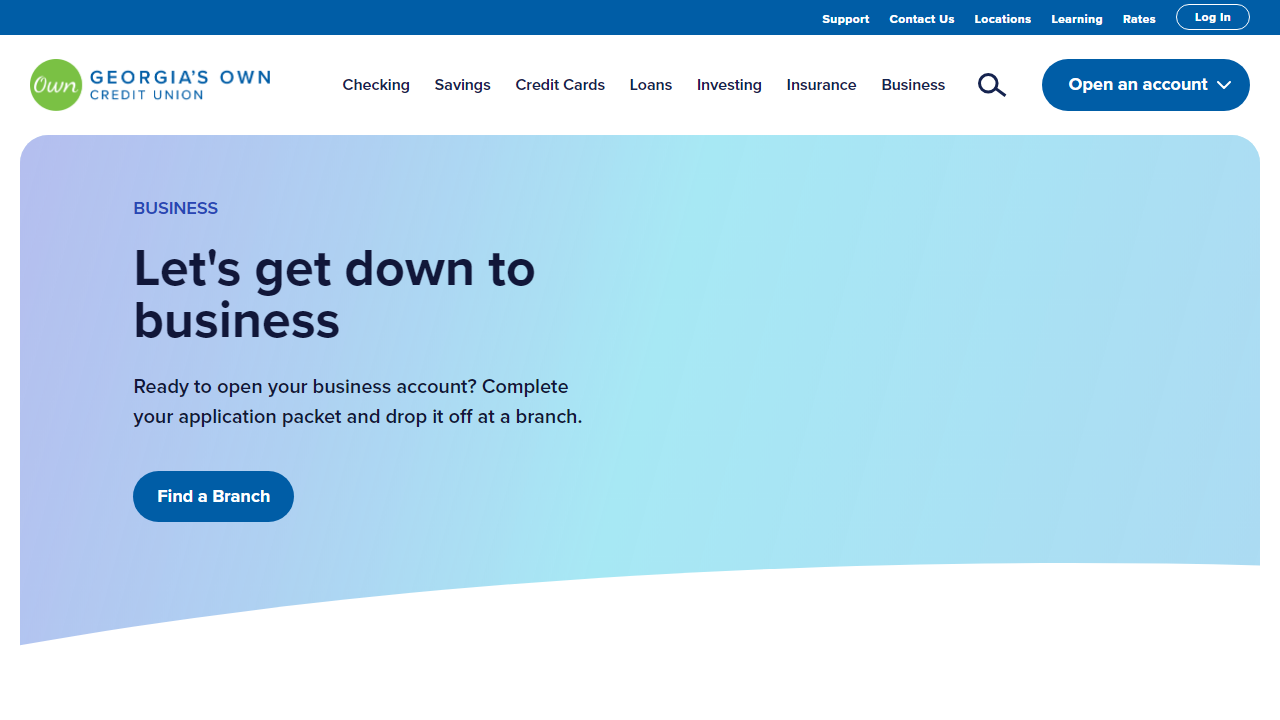 Support Contact Us Locations Learning Rates Log In
Own GEORGIA'S OWN
CREDIT UNION
Checking Savings Credit Cards Loans Investing Insurance Business Open an account
BUSINESS
Let's get down to
business
Ready to open your business account? Complete
your application packet and drop it off at a branch.
Find a Branch